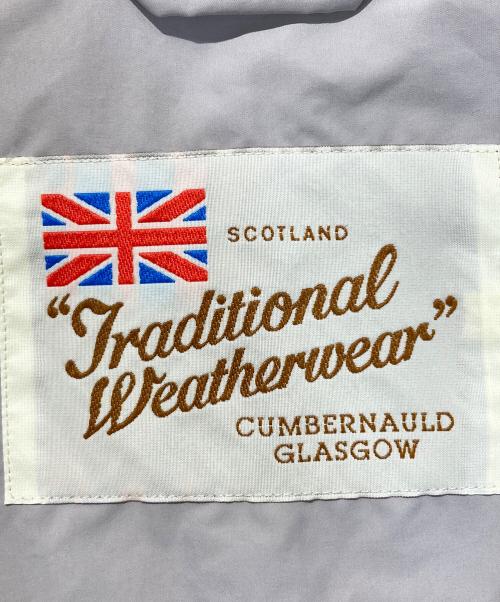 SCOTLAND
“Traditional
Weatherwear”
CUMBERNAULD
GLASGOW